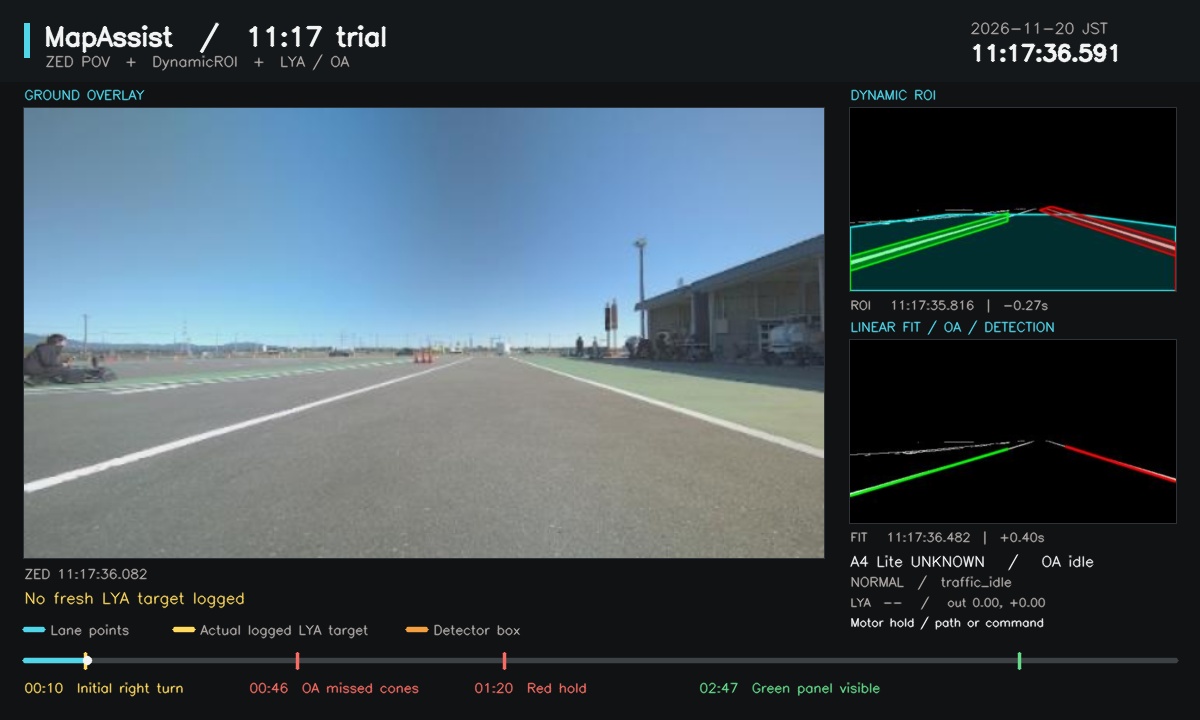 MapAssist / 11:17 trial
ZED POV + DynamicROI + LYA / OA
2026-11-20 JST
11:17:36.591
GROUND OVERLAY
DYNAMIC ROI
ROI 11:17:35.816 | -0.27s
LINEAR FIT / OA / DETECTION
FIT 11:17:36.482 | +0.40s
A4 Lite UNKNOWN / OA idle
NORMAL / traffic_idle
LYA -- / out 0.00, +0.00
Motor hold / path or command
ZED 11:17:36.082
No fresh LYA target logged
Lane points
Actual logged LYA target
Detector box
00:10 Initial right turn
00:46 OA missed cones
01:20 Red hold
02:47 Green panel visible